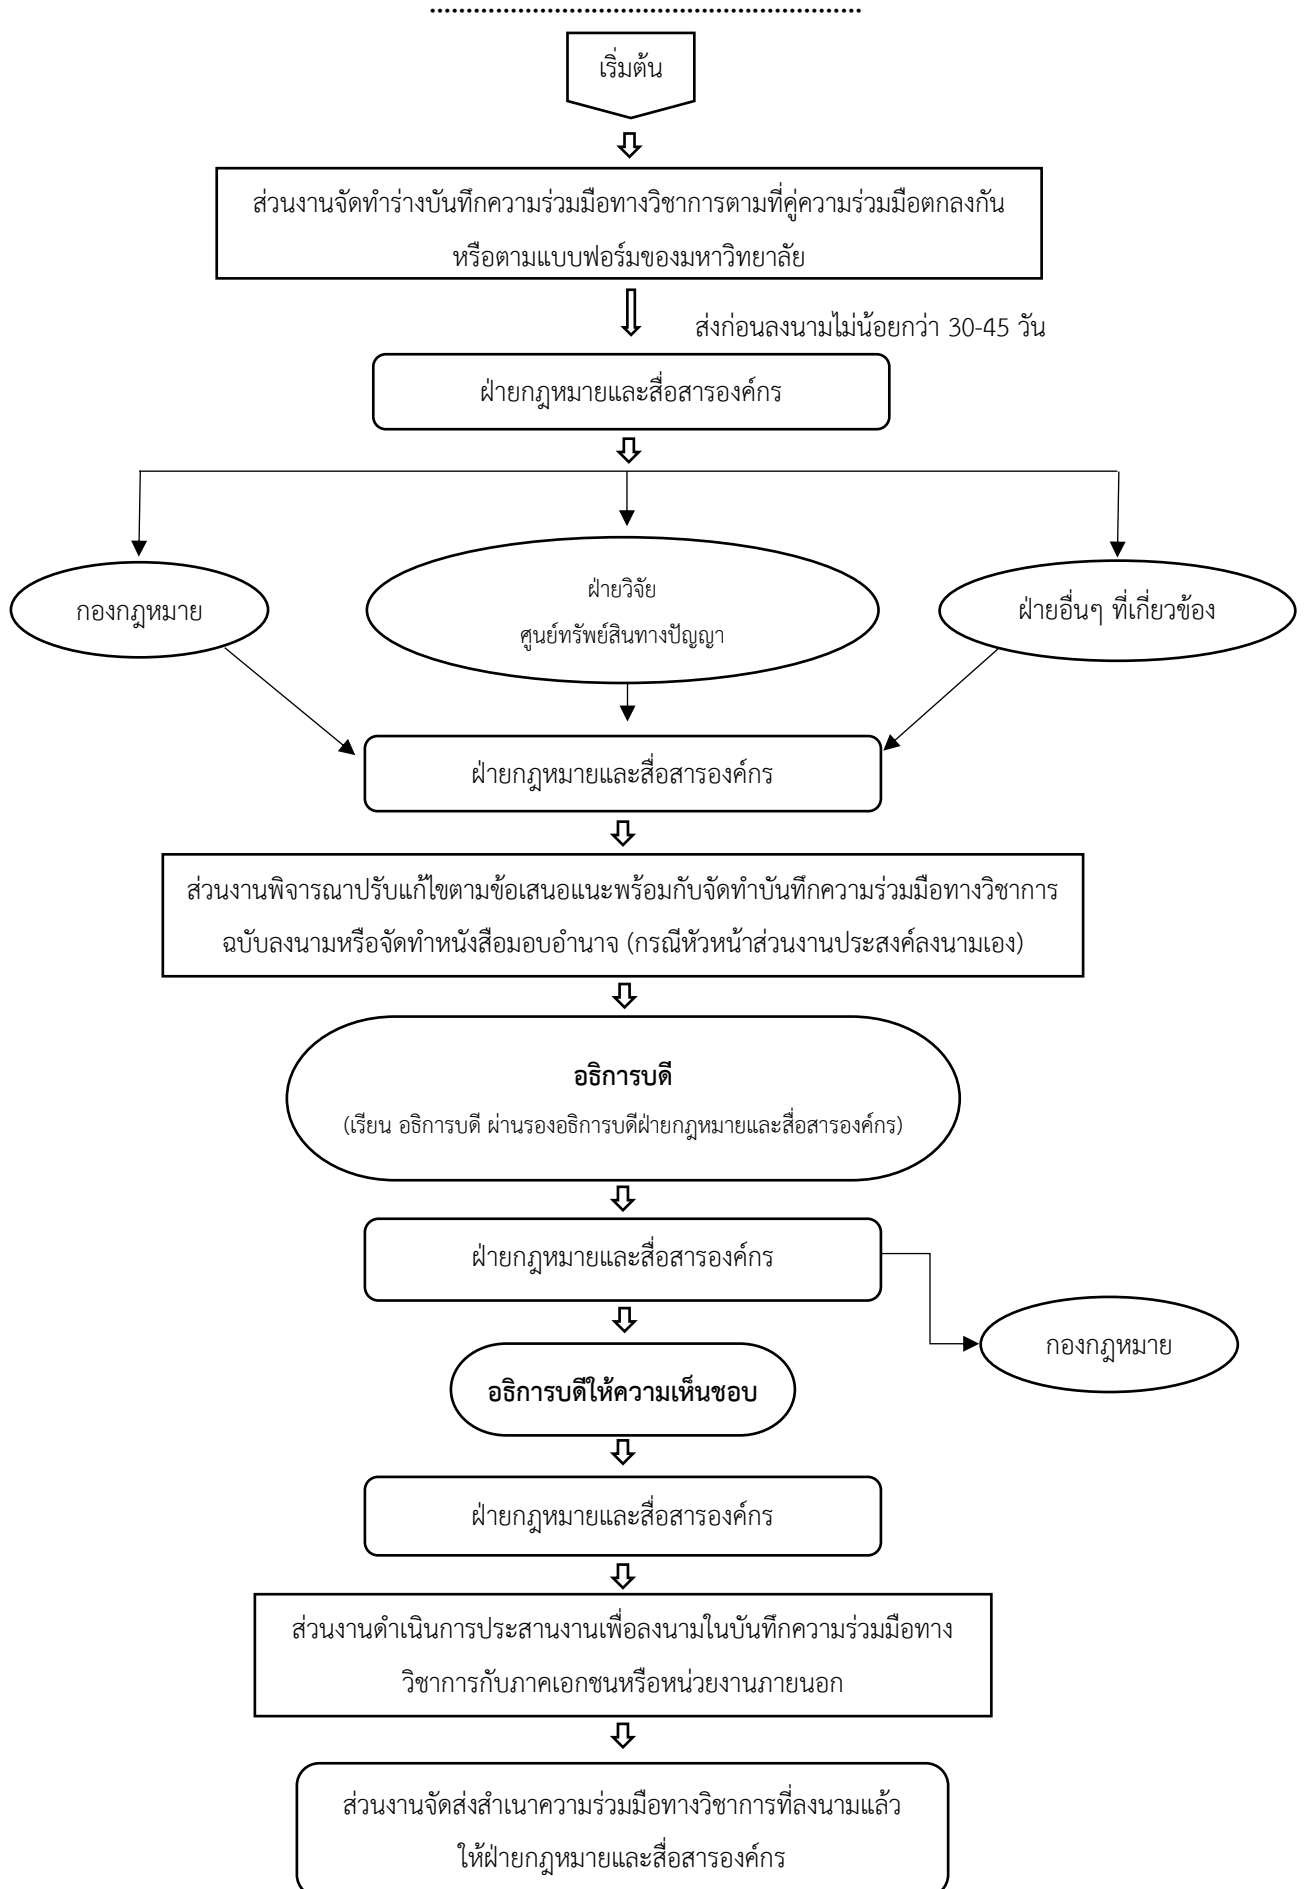 ............................................................
เริ่มต้น
ส่วนงานจัดทำร่างบันทึกความร่วมมือทางวิชาการตามที่คู่ความร่วมมือตกลงกัน
หรือตามแบบฟอร์มของมหาวิทยาลัย
ส่งก่อนลงนามไม่น้อยกว่า 30-45 วัน
ฝ่ายกฎหมายและสื่อสารองค์กร
กองกฎหมาย
ฝ่ายวิจัย
ศูนย์ทรัพย์สินทางปัญญา
ฝ่ายอื่นๆ ที่เกี่ยวข้อง
ฝ่ายกฎหมายและสื่อสารองค์กร
ส่วนงานพิจารณาปรับแก้ไขตามข้อเสนอแนะพร้อมกับจัดทำบันทึกความร่วมมือทางวิชาการ
ฉบับลงนามหรือจัดทำหนังสือมอบอำนาจ (กรณีหัวหน้าส่วนงานประสงค์ลงนามเอง)
อธิการบดี
(เรียน อธิการบดี ผ่านรองอธิการบดีฝ่ายกฎหมายและสื่อสารองค์กร)
ฝ่ายกฎหมายและสื่อสารองค์กร
กองกฎหมาย
อธิการบดีให้ความเห็นชอบ
ฝ่ายกฎหมายและสื่อสารองค์กร
ส่วนงานดำเนินการประสานงานเพื่อลงนามในบันทึกความร่วมมือทาง
วิชาการกับภาคเอกชนหรือหน่วยงานภายนอก
ส่วนงานจัดส่งสำเนาความร่วมมือทางวิชาการที่ลงนามแล้ว
ให้ฝ่ายกฎหมายและสื่อสารองค์กร